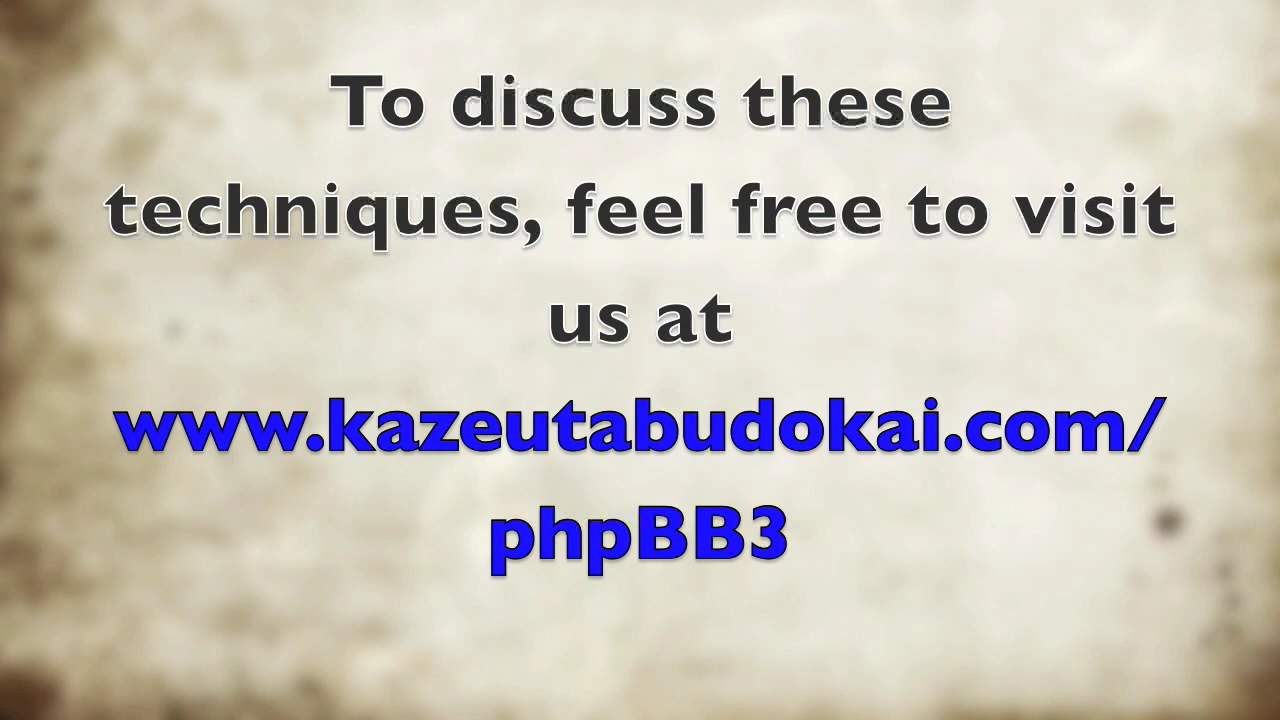 To discuss these
techniques, feel free to visit
us at
www.kazeutabudokai.com/
phpBB3